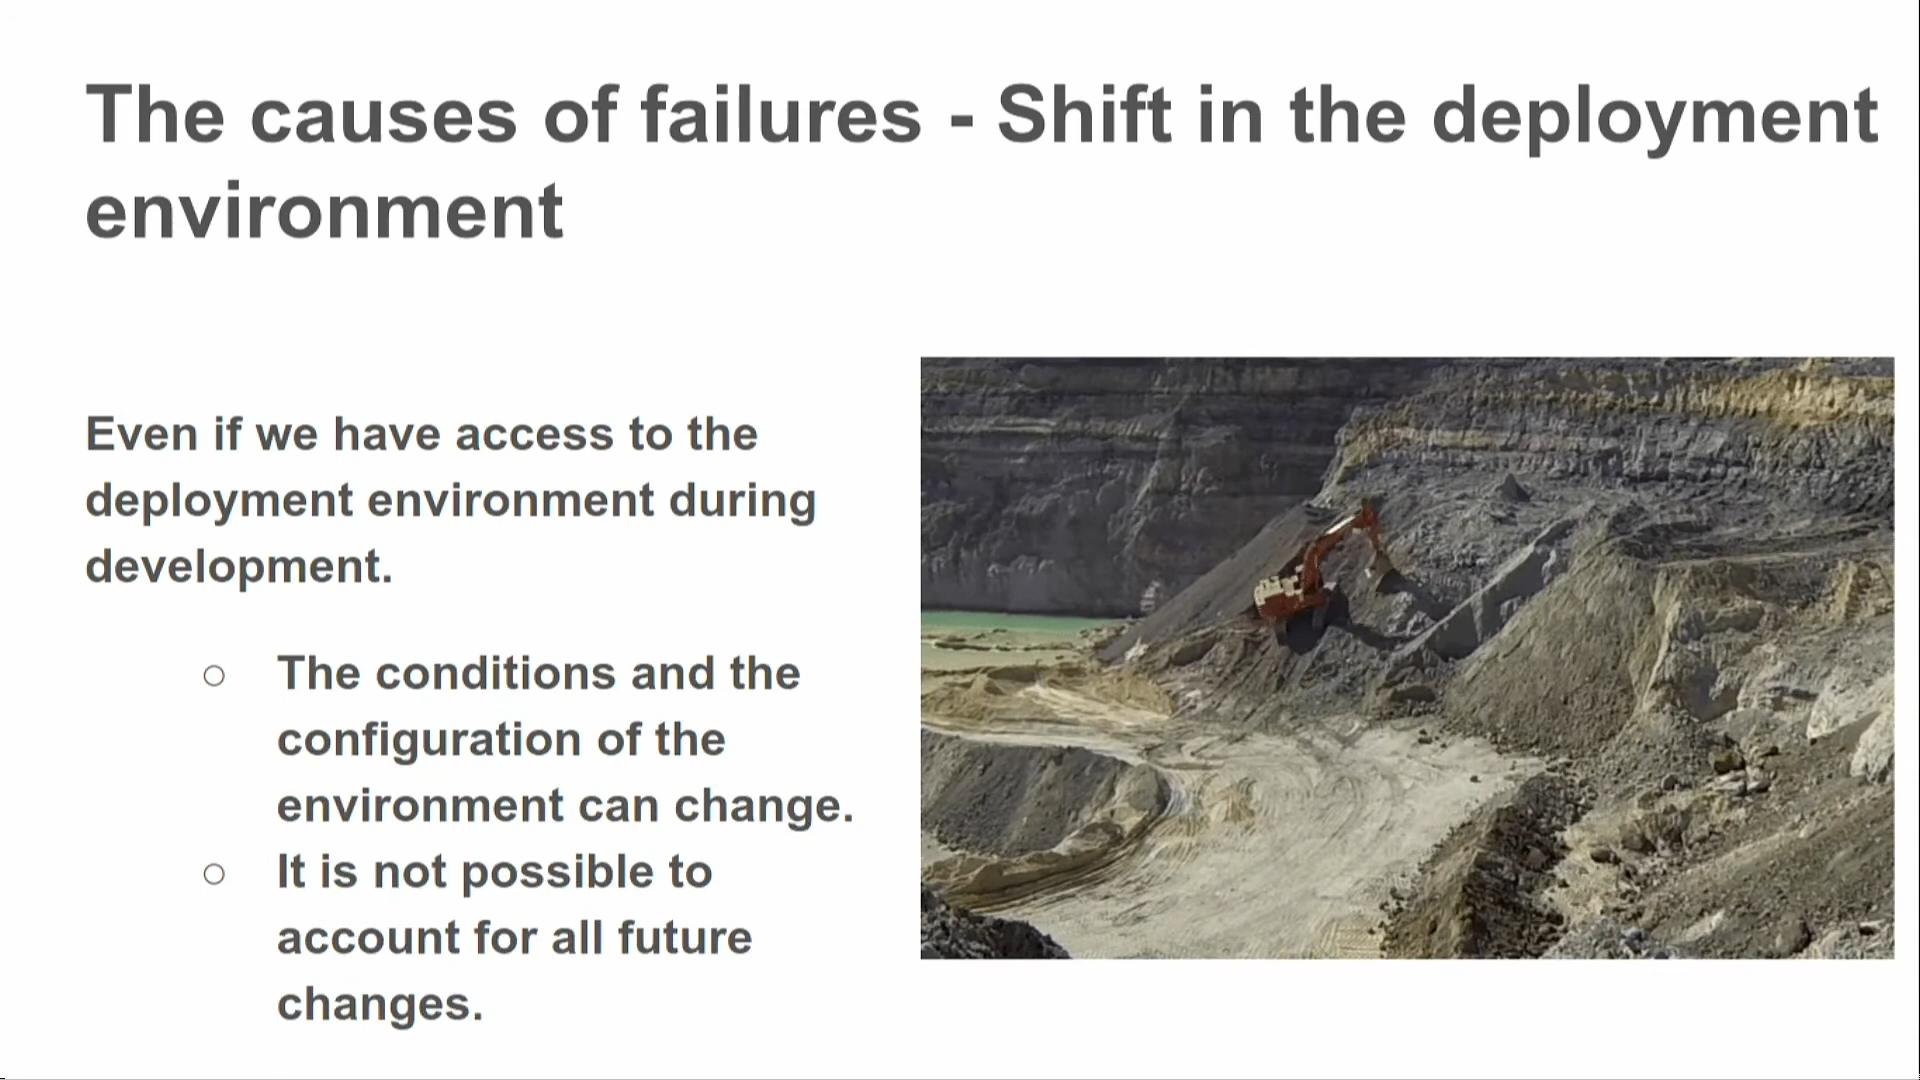 The causes of failures - Shift in the deployment
environment
Even if we have access to the
deployment environment during
development.
○ The conditions and the
configuration of the
environment can change.
○ It is not possible to
account for all future
changes.